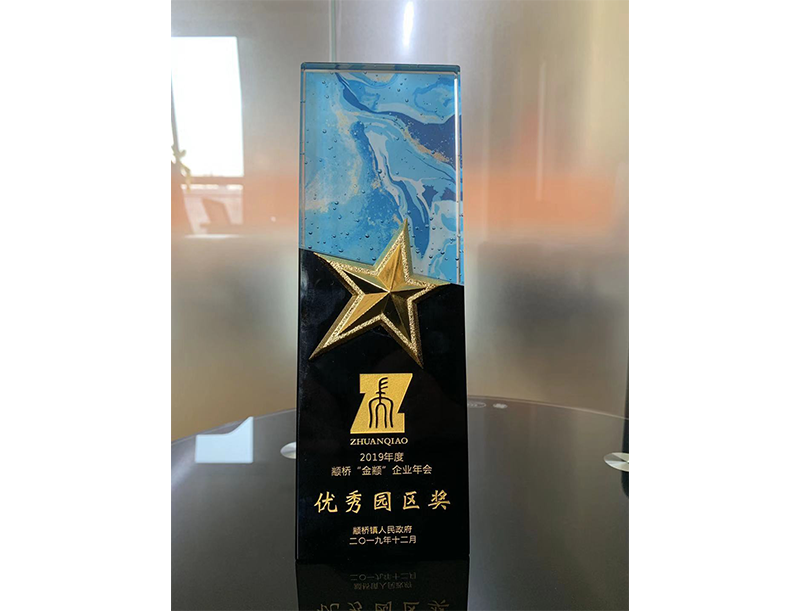 ZHUANQIAO
2019年度
颛桥“金颛”企业年会
优秀园区奖
颛桥镇人民政府
二〇一九年十二月